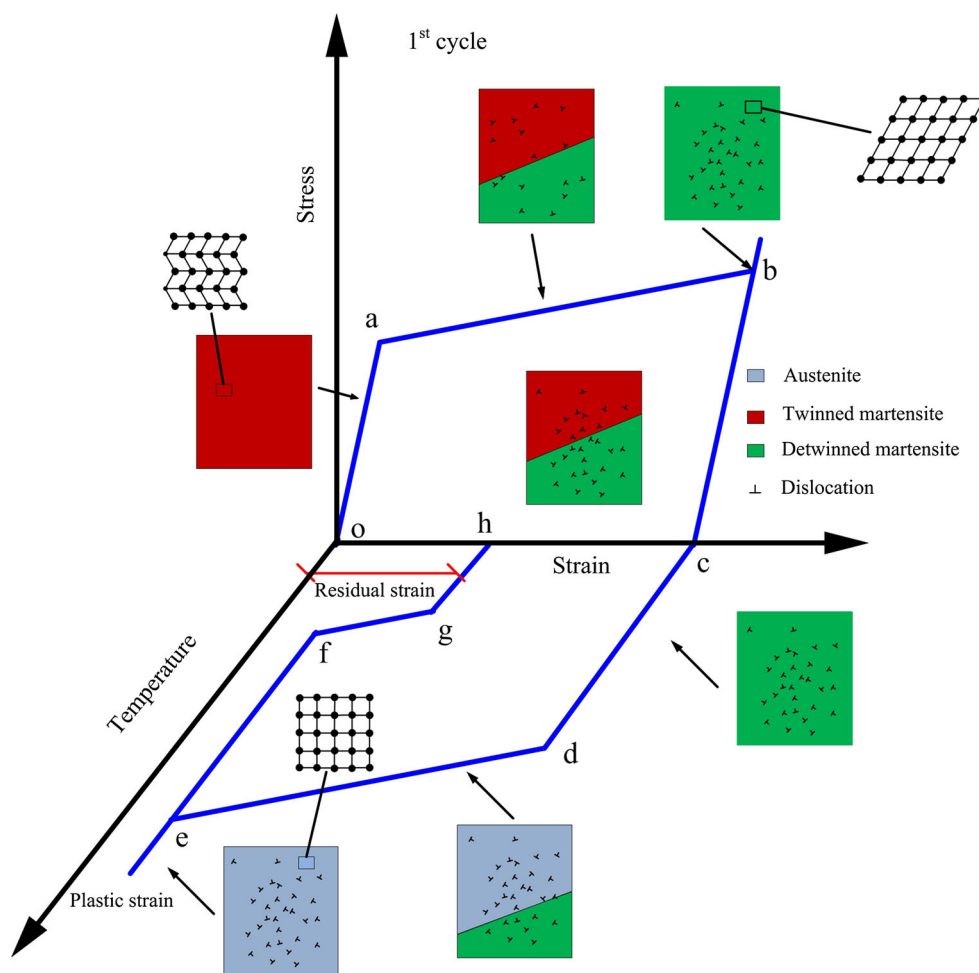 1st cycle
Stress
b
a
Austenite
Twinned martensite
Detwinned martensite
Dislocation
o
h
Strain
c
Residual strain
g
f
Temperature
d
e
Plastic strain